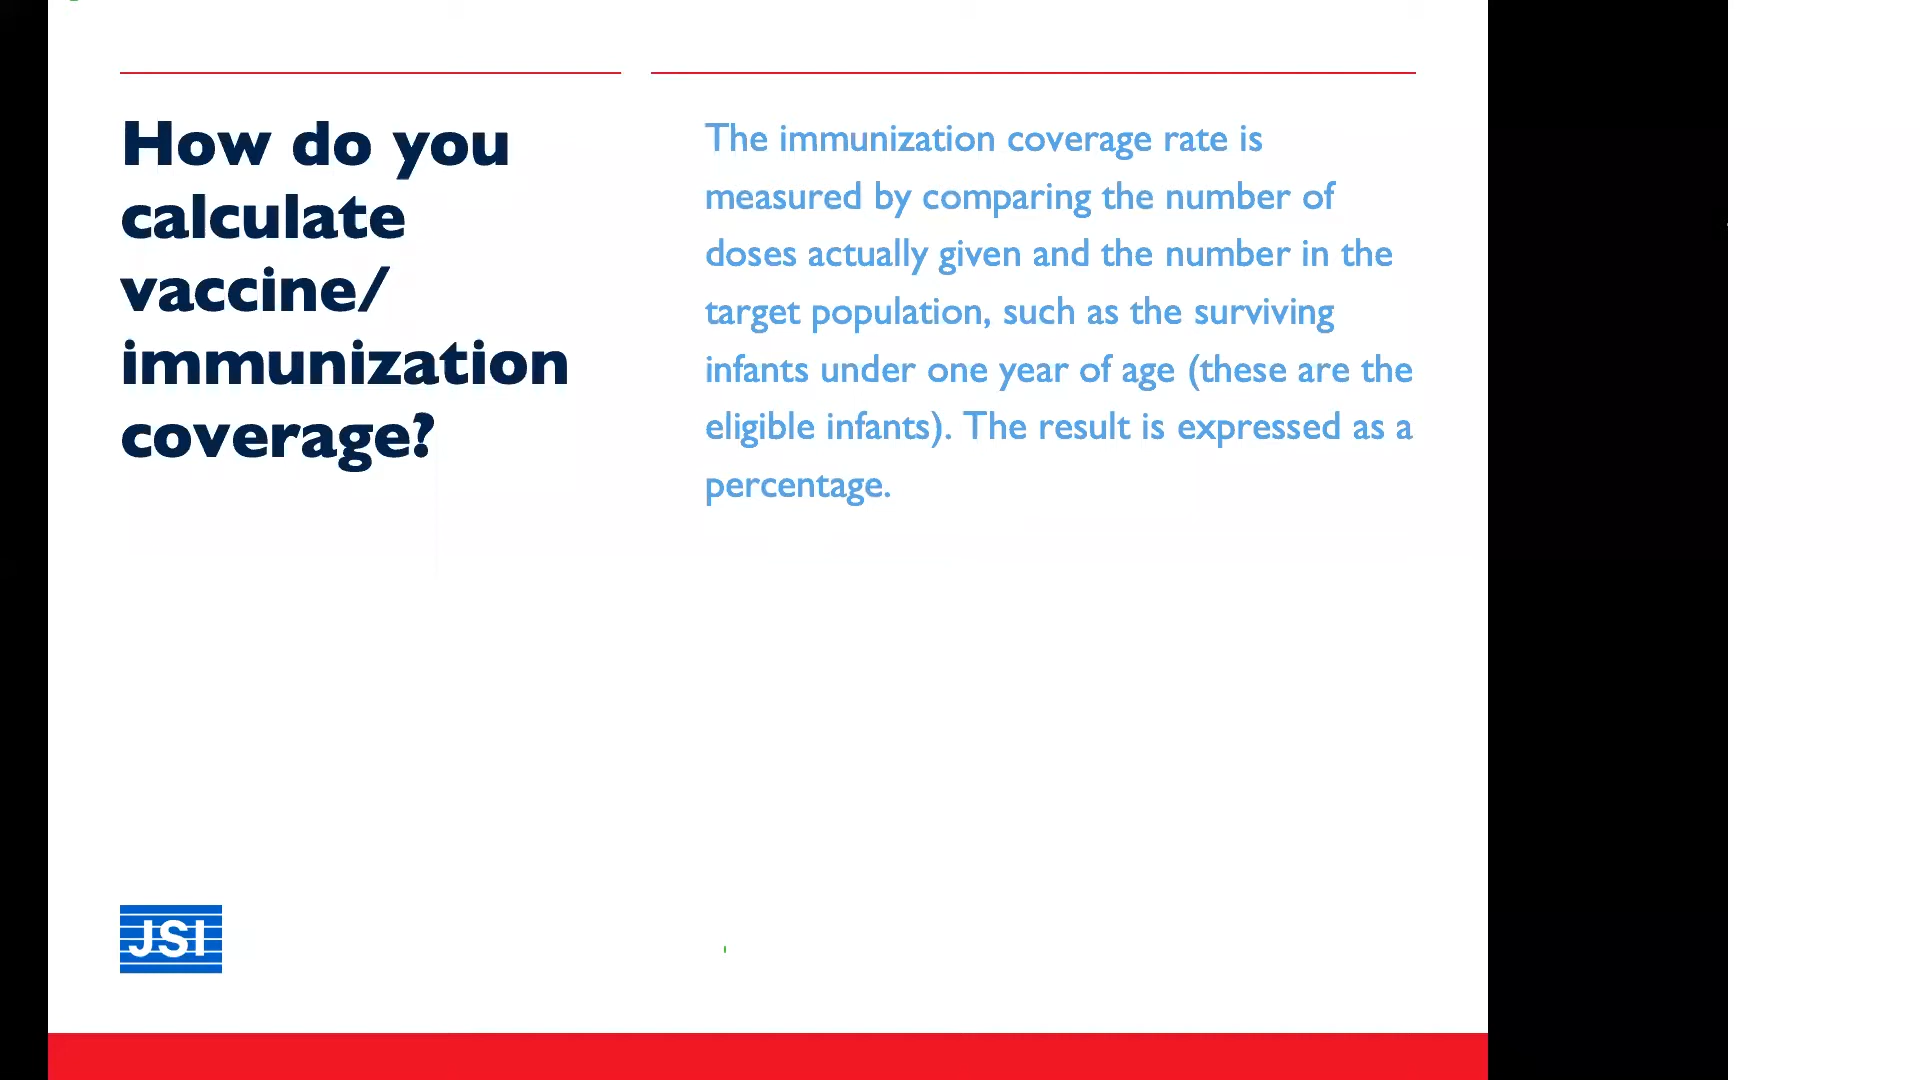 How do you
calculate
vaccine/
immunization
coverage?
The immunization coverage rate is
measured by comparing the number of
doses actually given and the number in the
target population, such as the surviving
infants under one year of age (these are the
eligible infants). The result is expressed as a
percentage.
JSI